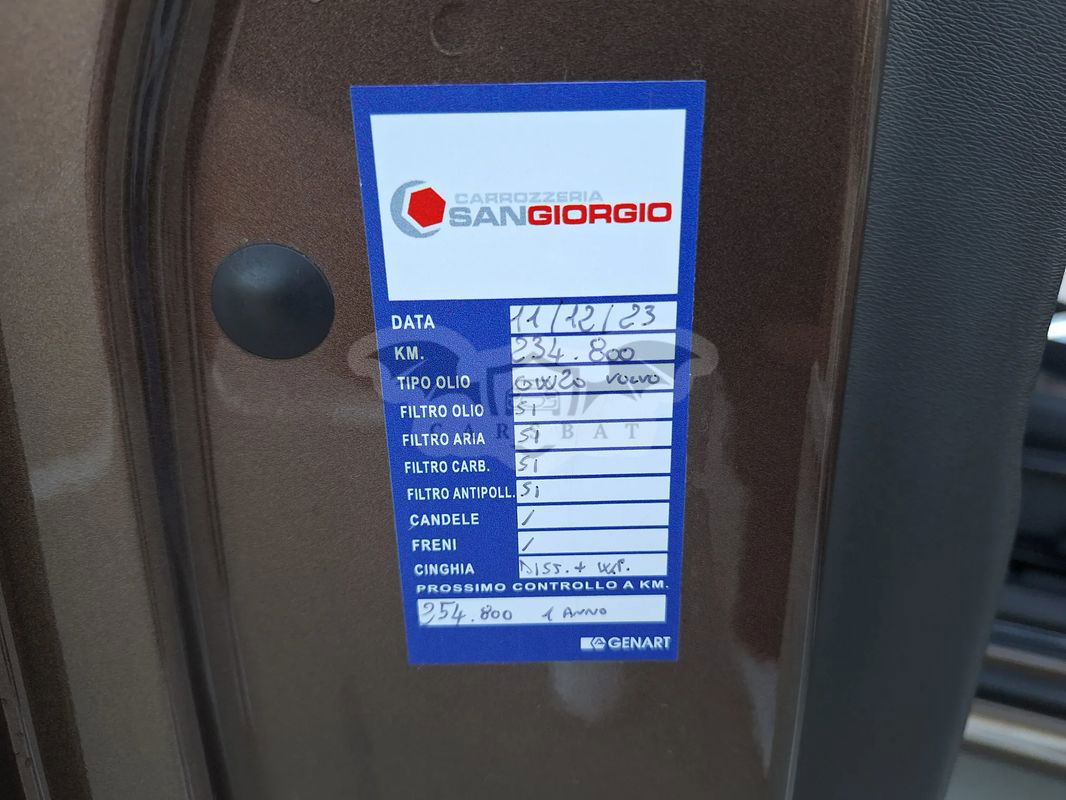 CARROZZERIA
SANGIORGIO
DATA 11/12/23
KM. 234.800
TIPO OLIO 0W20 VOLVO
FILTRO OLIO Si
CARSBAT
FILTRO ARIA Si
FILTRO CARB. Si
FILTRO ANTIPOLL. Si
CANDELE /
FRENI /
CINGHIA DISS. + W.P.
PROSSIMO CONTROLLO A KM.
254.800 1 ANNO
GENART